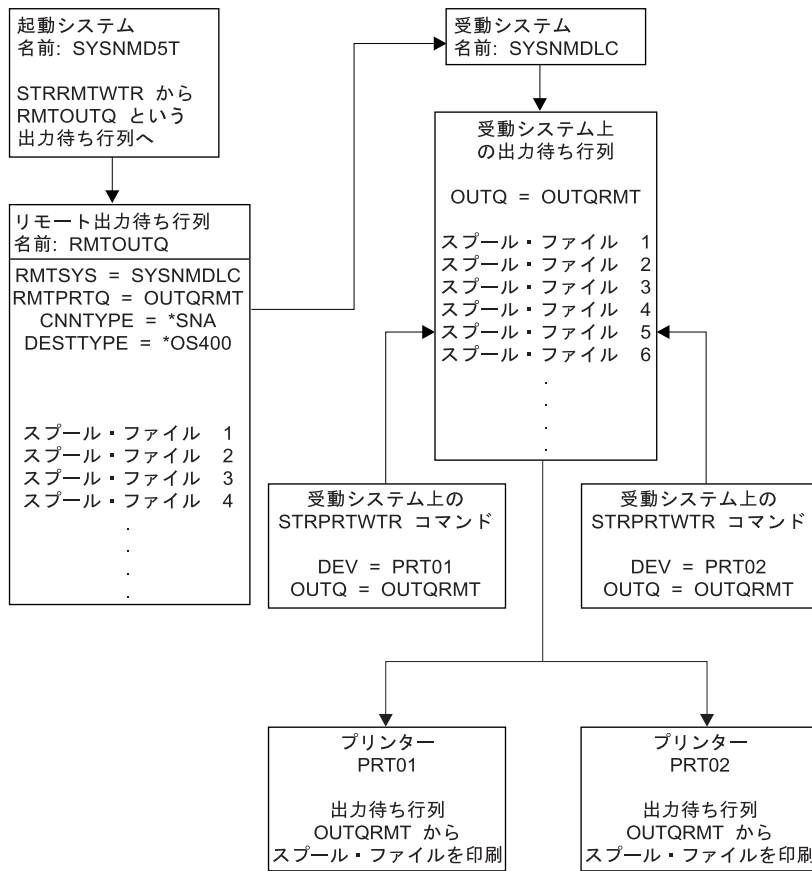 起動システム
名前: SYSNMD5T
STRRMTWTR から
RMTOUTQ という
出力待ち行列へ
リモート出力待ち行列
名前: RMTOUTQ
RMTSYS = SYSNMDLC
RMTPRTQ = OUTQRMT
CNNTYPE = *SNA
DESTTYPE = *OS400
スプール・ファイル 1
スプール・ファイル 2
スプール・ファイル 3
スプール・ファイル 4
.
.
.
.
受動システム
名前: SYSNMDLC
受動システム上
の出力待ち行列
OUTQ = OUTQRMT
スプール・ファイル 1
スプール・ファイル 2
スプール・ファイル 3
スプール・ファイル 4
スプール・ファイル 5
スプール・ファイル 6
.
.
.
.
受動システム上の
STRPRTWTR コマンド
DEV = PRT01
OUTQ = OUTQRMT
受動システム上の
STRPRTWTR コマンド
DEV = PRT02
OUTQ = OUTQRMT
プリンター
PRT01
出力待ち行列
OUTQRMT から
スプール・ファイルを印刷
プリンター
PRT02
出力待ち行列
OUTQRMT から
スプール・ファイルを印刷